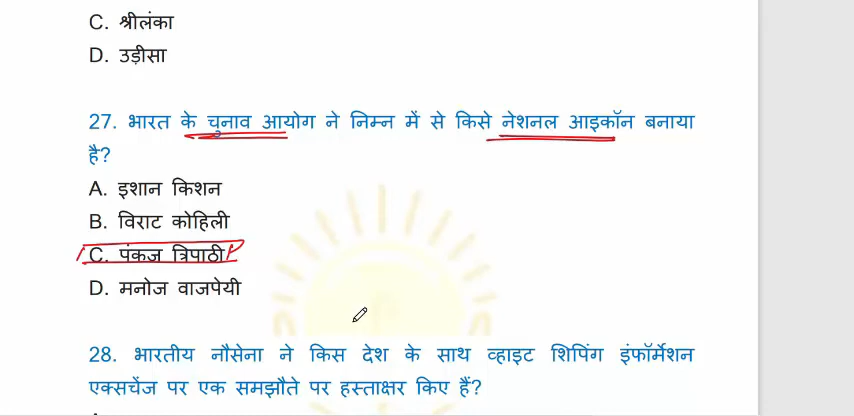 C. श्रीलंका
D. उड़ीसा
27. भारत के चुनाव आयोग ने निम्न में से किसे नेशनल आइकॉन बनाया
है?
A. इशान किशन
B. विराट कोहिली
C. पंकज त्रिपाठी
D. मनोज वाजपेयी
28. भारतीय नौसेना ने किस देश के साथ व्हाइट शिपिंग इंफॉर्मेशन
एक्सचेंज पर एक समझौते पर हस्ताक्षर किए हैं?